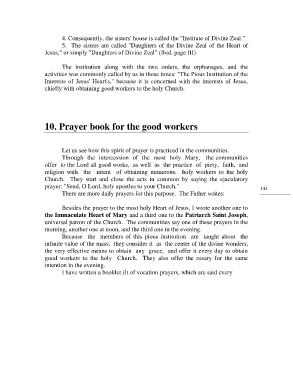 4. Consequently, the sisters' house is called the "Institute of Divine Zeal."
5. The sisters are called "Daughters of the Divine Zeal of the Heart of
Jesus," or simply "Daughters of Divine Zeal" (ibid, page III).
The institution along with the two orders, the orphanages, and the
activities was commonly called by us in those times: "The Pious Institution of the
Interests of Jesus' Hearts," because it is concerned with the interests of Jesus,
chiefly with obtaining good workers to the holy Church.
10. Prayer book for the good workers
Let us see how this spirit of prayer is practiced in the communities.
Through the intercession of the most holy Mary, the communities
offer to the Lord all good works, as well as the practice of piety, faith, and
religion with the intent of obtaining numerous, holy workers to the holy
Church. They start and close the acts in common by saying the ejaculatory
prayer: "Send, O Lord, holy apostles to your Church."
There are more daily prayers for this purpose. The Father writes
Besides the prayer to the most holy Heart of Jesus, I wrote another one to
the Immaculate Heart of Mary and a third one to the Patriarch Saint Joseph,
universal patron of the Church. The communities say one of these prayers in the
morning, another one at noon, and the third one in the evening.
Because the members of this pious institution are taught about the
infinite value of the mass, they consider it as the center of the divine wonders,
the very effective means to obtain any grace, and offer it every day to obtain
good workers to the holy Church. They also offer the rosary for the same
intention in the evening.
I have written a booklet (l) of vocation prayers, which are said every